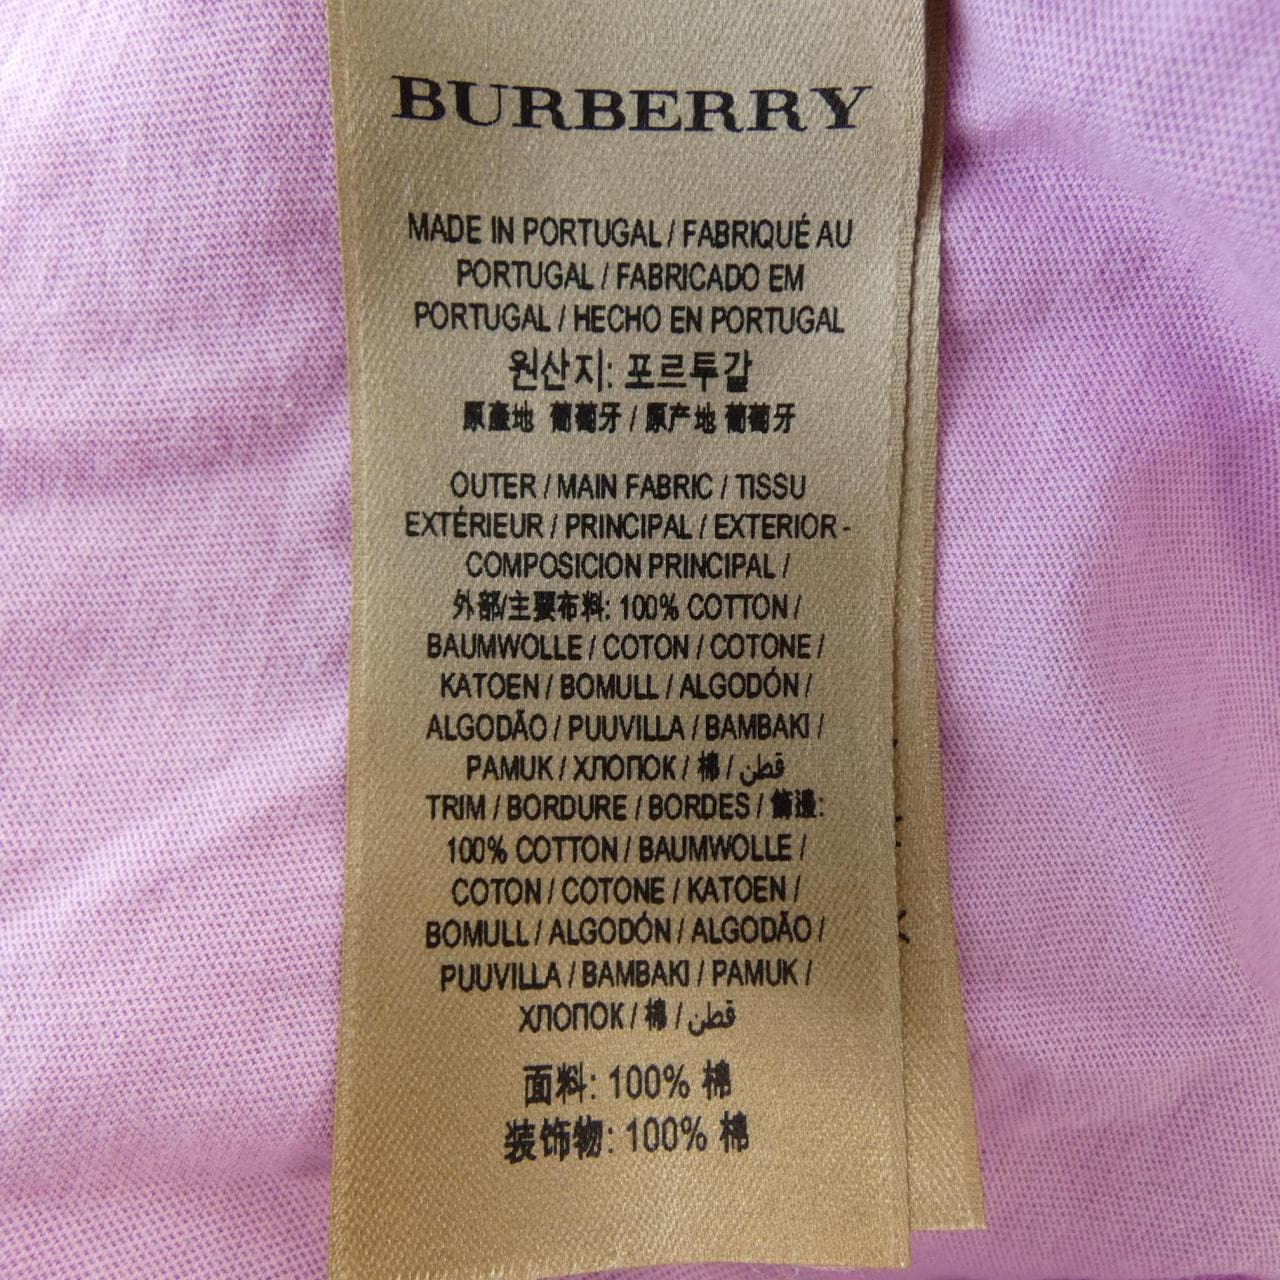 BURBERRY
MADE IN PORTUGAL / FABRIQUÉ AU
PORTUGAL / FABRICADO EM
PORTUGAL / HECHO EN PORTUGAL
원산지: 포르투갈
原產地 葡萄牙 / 原产地 葡萄牙
OUTER / MAIN FABRIC / TISSU
EXTÉRIEUR / PRINCIPAL / EXTERIOR -
COMPOSICION PRINCIPAL /
外部/主要布料: 100% COTTON /
BAUMWOLLE / COTON / COTONE /
KATOEN / BOMULL / ALGODÓN /
ALGODÃO / PUUVILLA / BAMBAKI /
PAMUK / ХЛОПОК / 棉 / قطن
TRIM / BORDURE / BORDES / 飾邊:
100% COTTON / BAUMWOLLE /
COTON / COTONE / KATOEN /
BOMULL / ALGODÓN / ALGODÃO /
PUUVILLA / BAMBAKI / PAMUK /
ХЛОПОК / 棉 / قطن
面料: 100% 棉
装饰物: 100% 棉